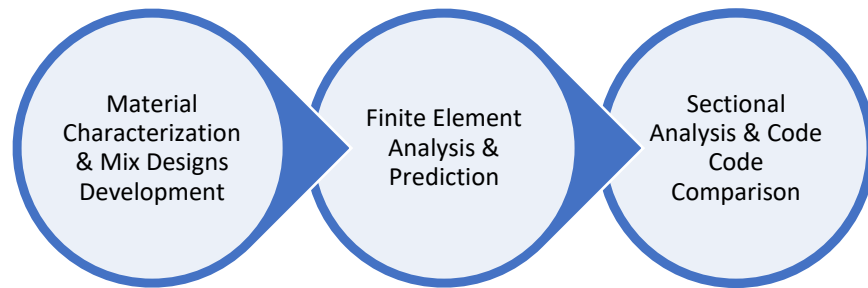 Material
Characterization
& Mix Designs
Development
Finite Element
Analysis &
Prediction
Sectional
Analysis & Code
Code
Comparison